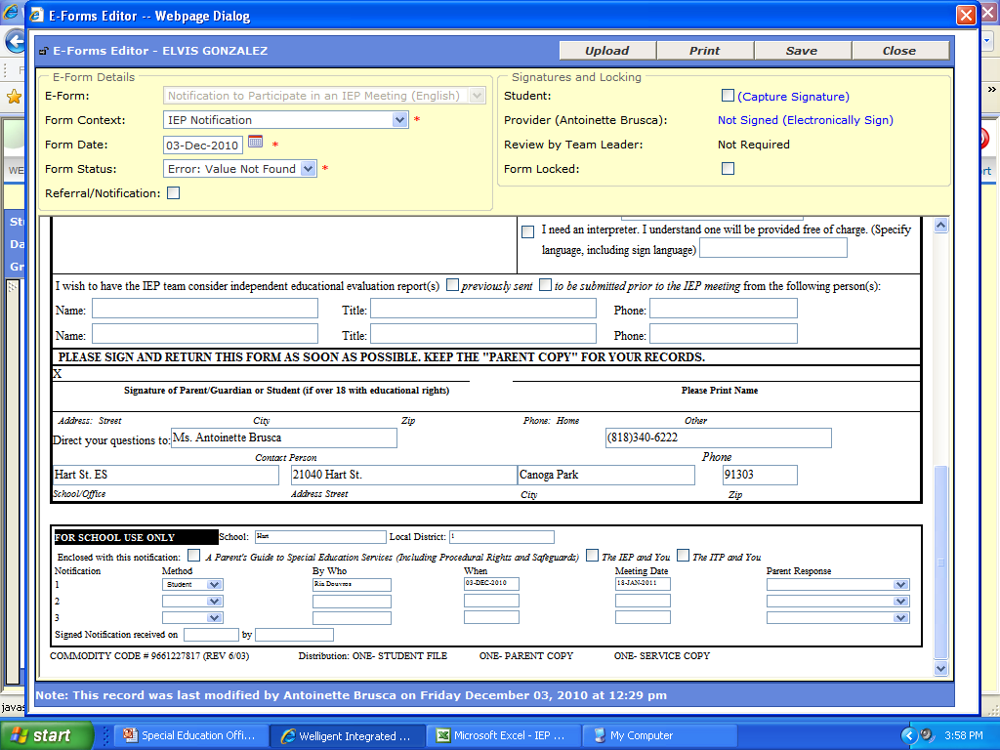 E-Forms Editor -- Webpage Dialog
E-Forms Editor - ELVIS GONZALEZ
Upload Print Save Close
E-Form Details
E-Form: Notification to Participate in an IEP Meeting (English)
Form Context: IEP Notification *
Form Date: 03-Dec-2010 *
Form Status: Error: Value Not Found *
Referral/Notification:
Signatures and Locking
Student: (Capture Signature)
Provider (Antoinette Brusca): Not Signed (Electronically Sign)
Review by Team Leader: Not Required
Form Locked:
I need an interpreter. I understand one will be provided free of charge. (Specify
language, including sign language)
I wish to have the IEP team consider independent educational evaluation report(s) previously sent to be submitted prior to the IEP meeting from the following person(s):
Name: Title: Phone:
Name: Title: Phone:
PLEASE SIGN AND RETURN THIS FORM AS SOON AS POSSIBLE. KEEP THE "PARENT COPY" FOR YOUR RECORDS.
X
Signature of Parent/Guardian or Student (if over 18 with educational rights) Please Print Name
Address: Street City Zip Phone: Home Other
Direct your questions to: Ms. Antoinette Brusca (818)340-6222
Contact Person Phone
Hart St. ES 21040 Hart St. Canoga Park 91303
School/Office Address Street City Zip
FOR SCHOOL USE ONLY School: Hart Local District: 1
Enclosed with this notification: A Parent's Guide to Special Education Services (Including Procedural Rights and Safeguards) The IEP and You The ITP and You
Notification Method By Who When Meeting Date Parent Response
1 Student Ria Douvros 03-DEC-2010 18-JAN-2011
2
3
Signed Notification received on by
COMMODITY CODE # 9661227817 (REV 6/03) Distribution: ONE- STUDENT FILE ONE- PARENT COPY ONE- SERVICE COPY
Note: This record was last modified by Antoinette Brusca on Friday December 03, 2010 at 12:29 pm
WE
St
Da
Gr
rt
javas
start Special Education Offi... Welligent Integrated ... Microsoft Excel - IEP ... My Computer 3:58 PM